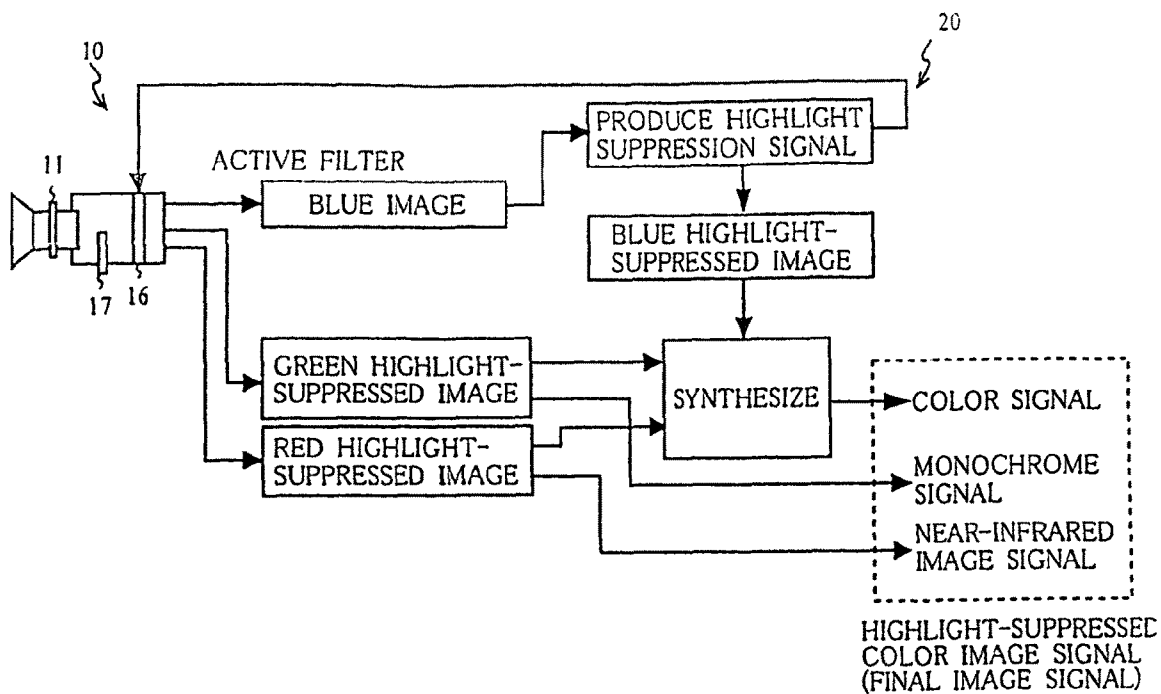 10
20
11
ACTIVE FILTER
PRODUCE HIGHLIGHT
SUPPRESSION SIGNAL
BLUE IMAGE
BLUE HIGHLIGHT-
SUPPRESSED IMAGE
17
16
GREEN HIGHLIGHT-
SUPPRESSED IMAGE
RED HIGHLIGHT-
SUPPRESSED IMAGE
SYNTHESIZE
COLOR SIGNAL
MONOCHROME
SIGNAL
NEAR-INFRARED
IMAGE SIGNAL
HIGHLIGHT-SUPPRESSED
COLOR IMAGE SIGNAL
(FINAL IMAGE SIGNAL)